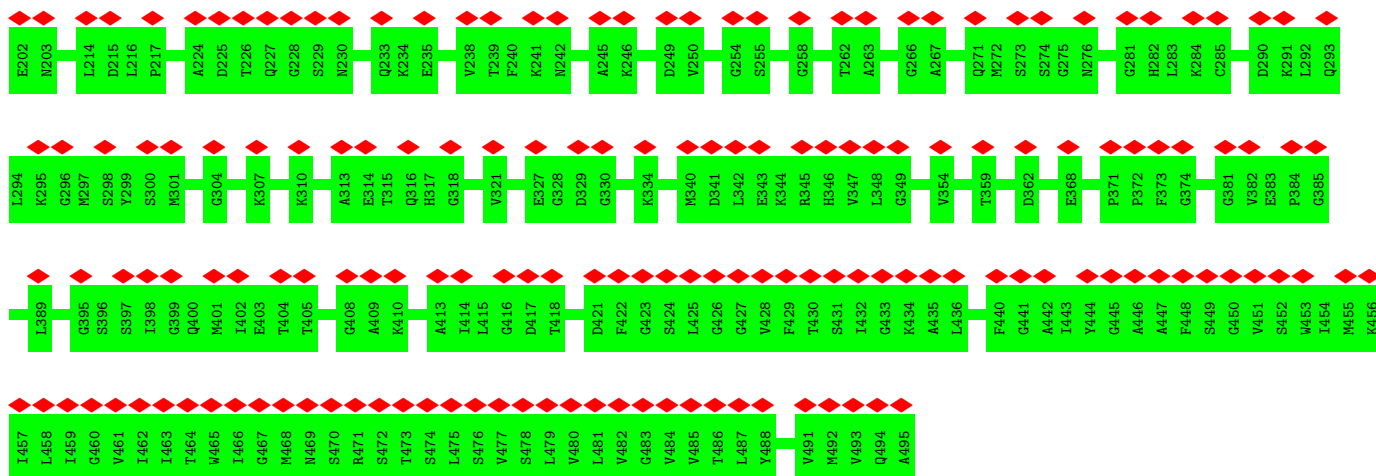 E202 N203 L214 D215 L216 P217 A224 D225 T226 Q227 G228 S229 N230 Q233 K234 E235 V238 T239 F240 K241 N242 A245 K246 D249 V250 G254 S255 G258 T262 A263 G266 A267 Q271 M272 S273 S274 G275 N276 G281 H282 L283 K284 C285 D290 K291 L292 Q293
L294 K295 G296 M297 S298 Y299 S300 M301 G304 K307 K310 A313 E314 T315 Q316 H317 G318 V321 E327 G328 D329 G330 K334 M340 D341 L342 E343 K344 R345 H346 V347 L348 G349 V354 T359 D362 E368 P371 P372 F373 G374 G381 V382 E383 P384 G385
L389 G395 S396 S397 I398 G399 Q400 M401 I402 E403 T404 T405 G408 A409 K410 A413 I414 L415 G416 D417 T418 D421 F422 G423 S424 L425 G426 G427 V428 F429 T430 S431 I432 G433 K434 A435 L436 F440 G441 A442 I443 Y444 G445 A446 A447 F448 S449 G450 V451 S452 W453 I454 M455 K456
I457 L458 I459 G460 V461 I462 I463 T464 W465 I466 G467 M468 N469 S470 R471 S472 T473 S474 L475 S476 V477 S478 L479 V480 L481 V482 G483 V484 V485 T486 L487 Y488 V491 M492 V493 Q494 A495